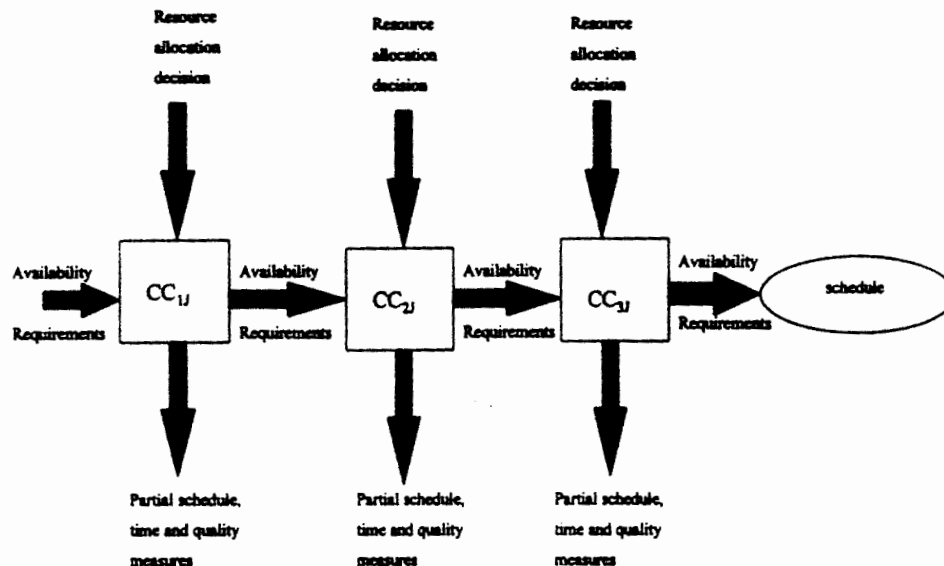 Resource
allocation
decision
Resource
allocation
decision
Resource
allocation
decision
Availability
Requirements
CC1J
Availability
Requirements
CC2J
Availability
Requirements
CC3J
Availability
Requirements
schedule
Partial schedule,
time and quality
measures
Partial schedule,
time and quality
measures
Partial schedule,
time and quality
measures